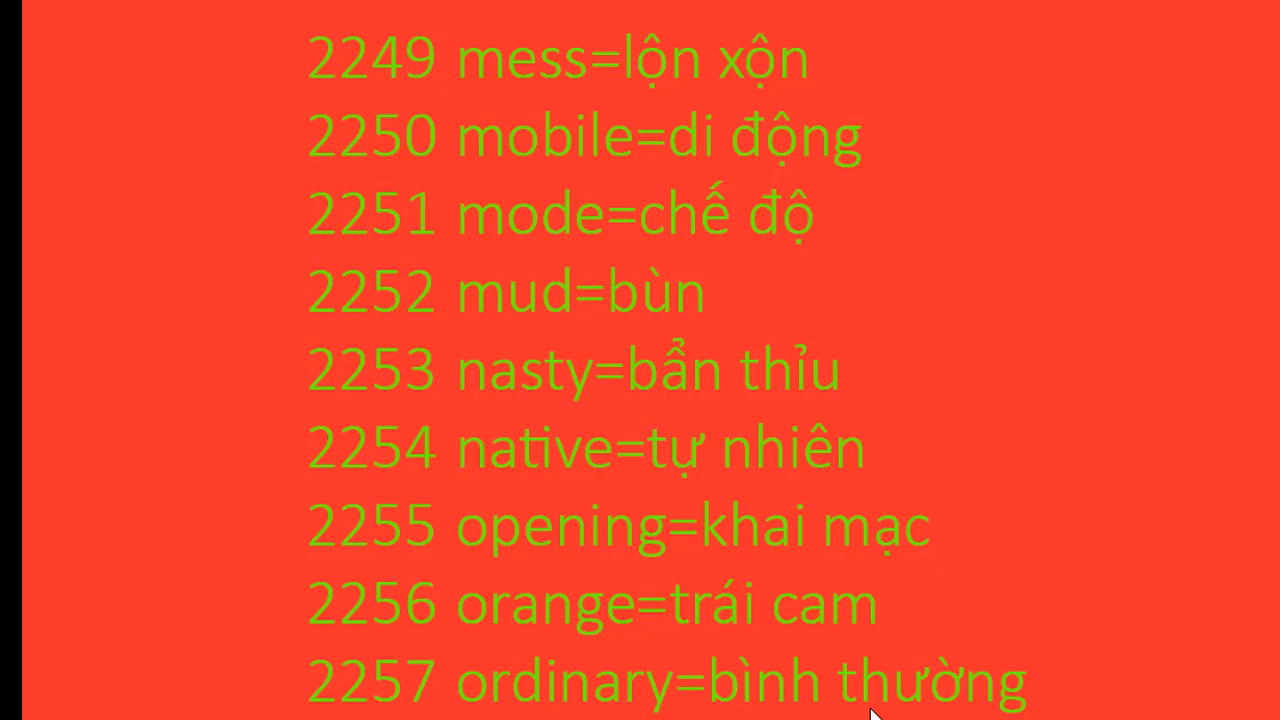 2249 mess=lộn xộn
2250 mobile=di động
2251 mode=chế độ
2252 mud=bùn
2253 nasty=bẩn thỉu
2254 native=tự nhiên
2255 opening=khai mạc
2256 orange=trái cam
2257 ordinary=bình thường